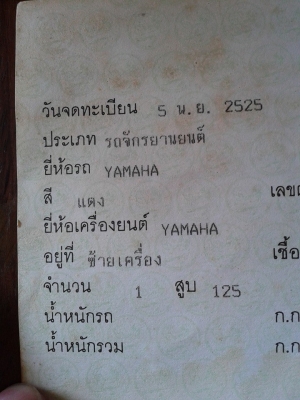 วันจดทะเบียน 5 น.ย. 2525
ประเภท รถจักรยานยนต์
ยี่ห้อรถ YAMAHA
สี แดง เลข
ยี่ห้อเครื่องยนต์ YAMAHA
อยู่ที่ ซ้ายเครื่อง เชื้อ
จำนวน 1 สูบ 125
น้ำหนักรถ ก.ก
น้ำหนักรวม ก.ก